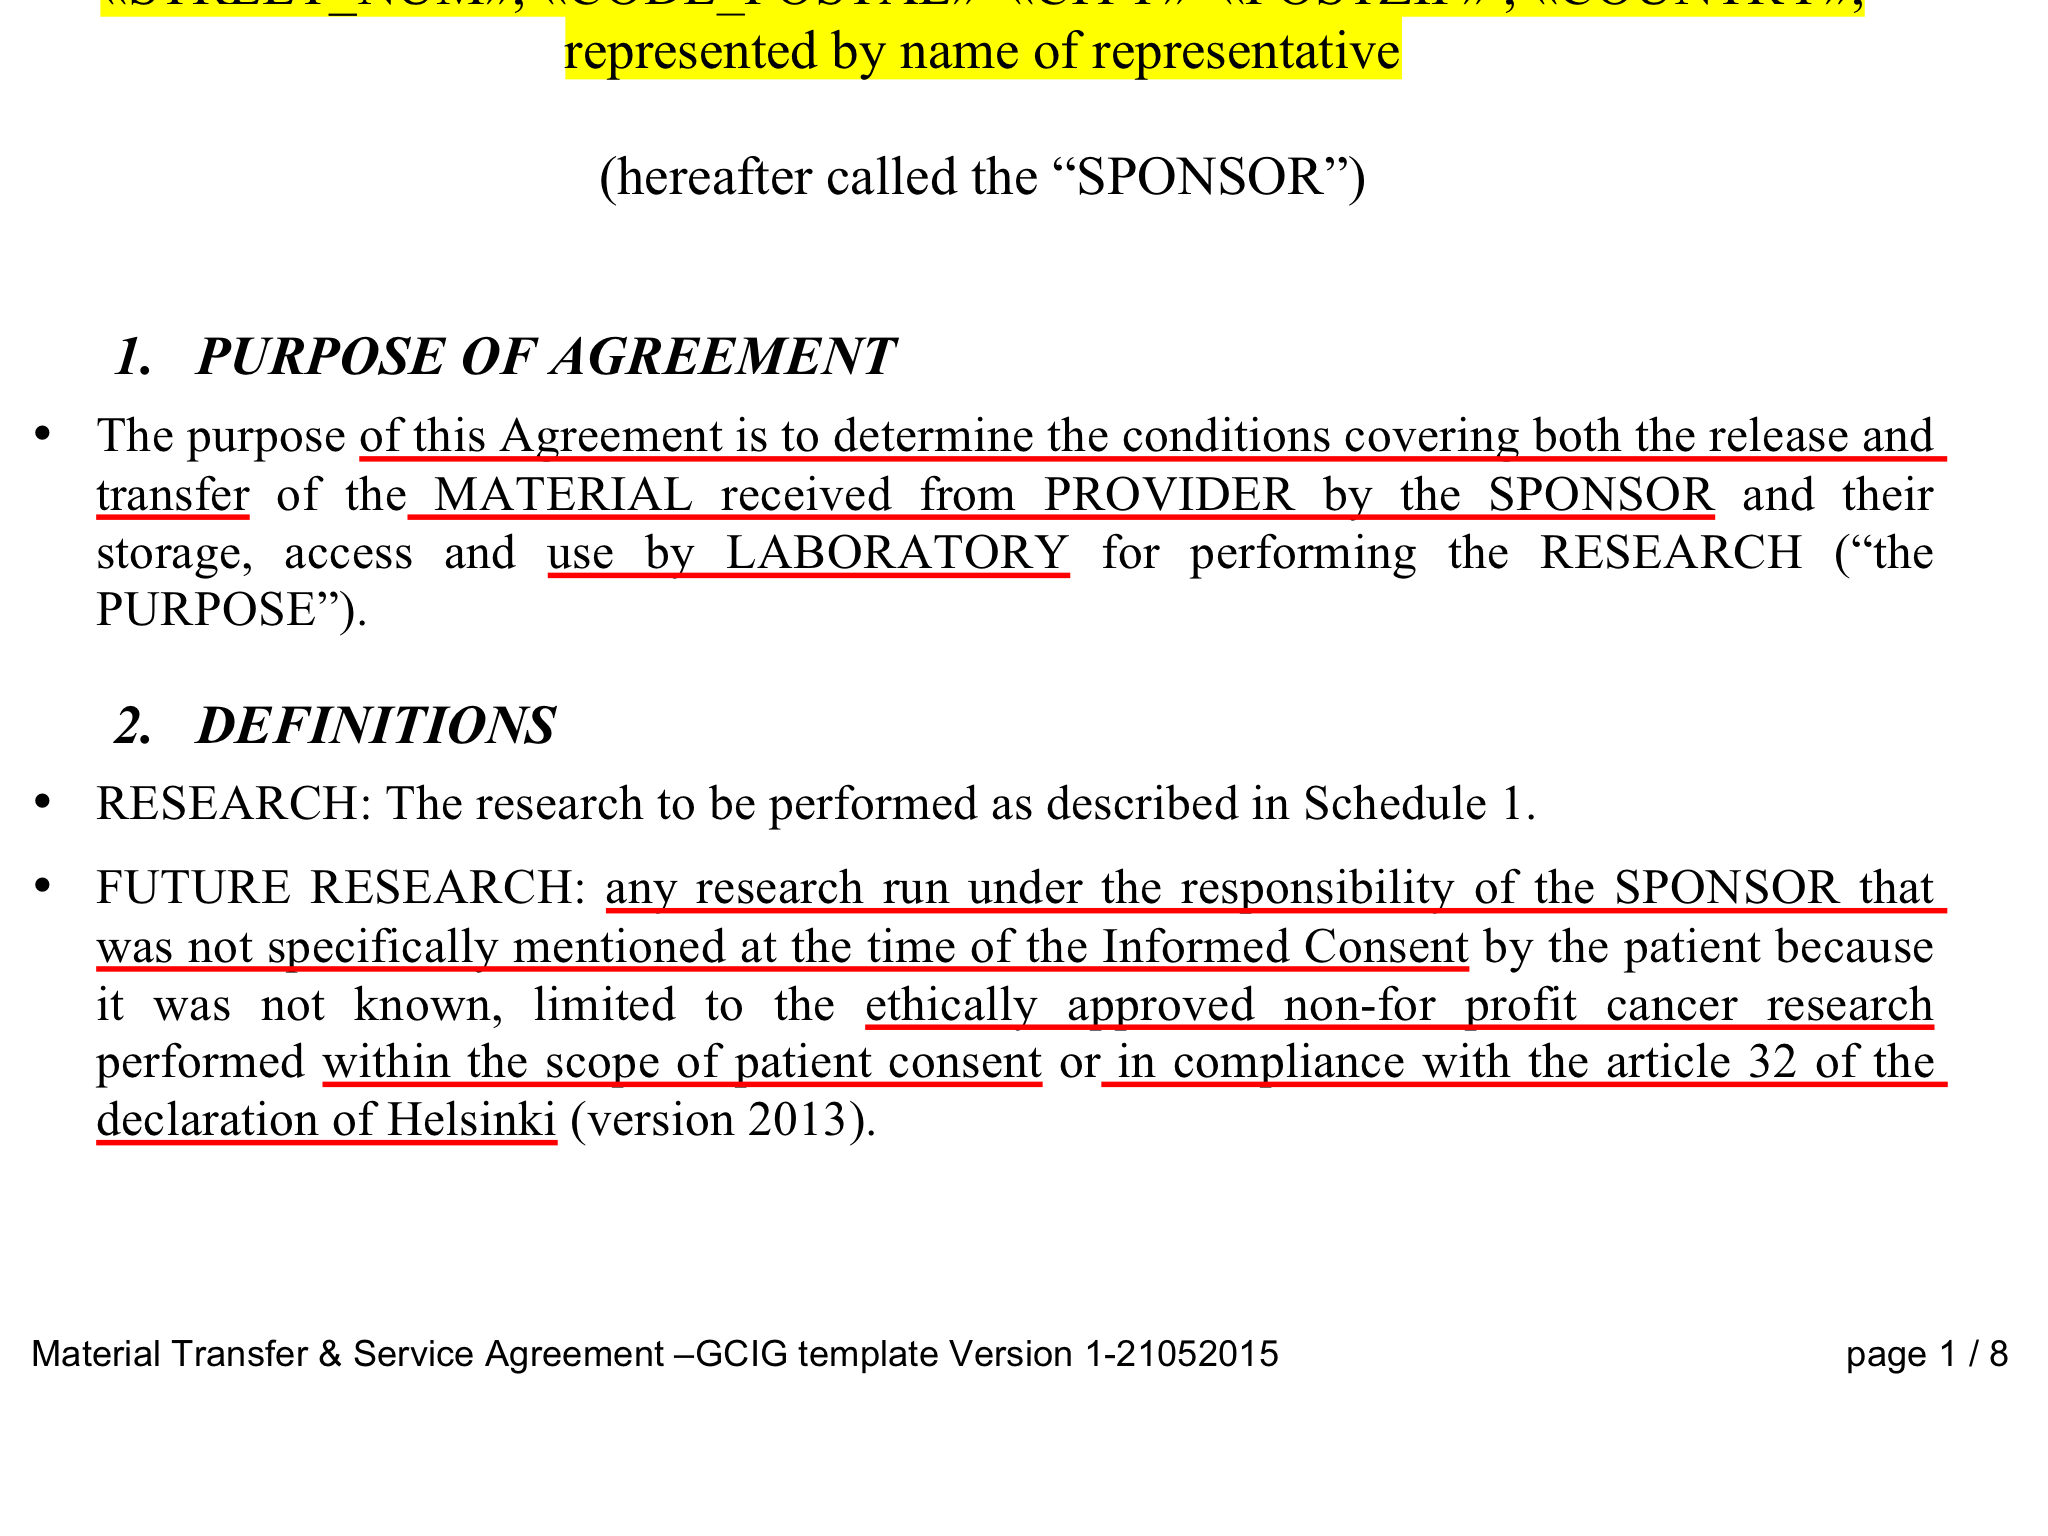 «STREET_NUM», «CODE_POSTAL» «CITY» «POSTZIP» , «COUNTRY»,
represented by name of representative
(hereafter called the “SPONSOR”)
1. PURPOSE OF AGREEMENT
• The purpose of this Agreement is to determine the conditions covering both the release and
transfer of the MATERIAL received from PROVIDER by the SPONSOR and their
storage, access and use by LABORATORY for performing the RESEARCH (“the
PURPOSE”).
2. DEFINITIONS
• RESEARCH: The research to be performed as described in Schedule 1.
• FUTURE RESEARCH: any research run under the responsibility of the SPONSOR that
was not specifically mentioned at the time of the Informed Consent by the patient because
it was not known, limited to the ethically approved non-for profit cancer research
performed within the scope of patient consent or in compliance with the article 32 of the
declaration of Helsinki (version 2013).
Material Transfer & Service Agreement –GCIG template Version 1-21052015 page 1 / 8